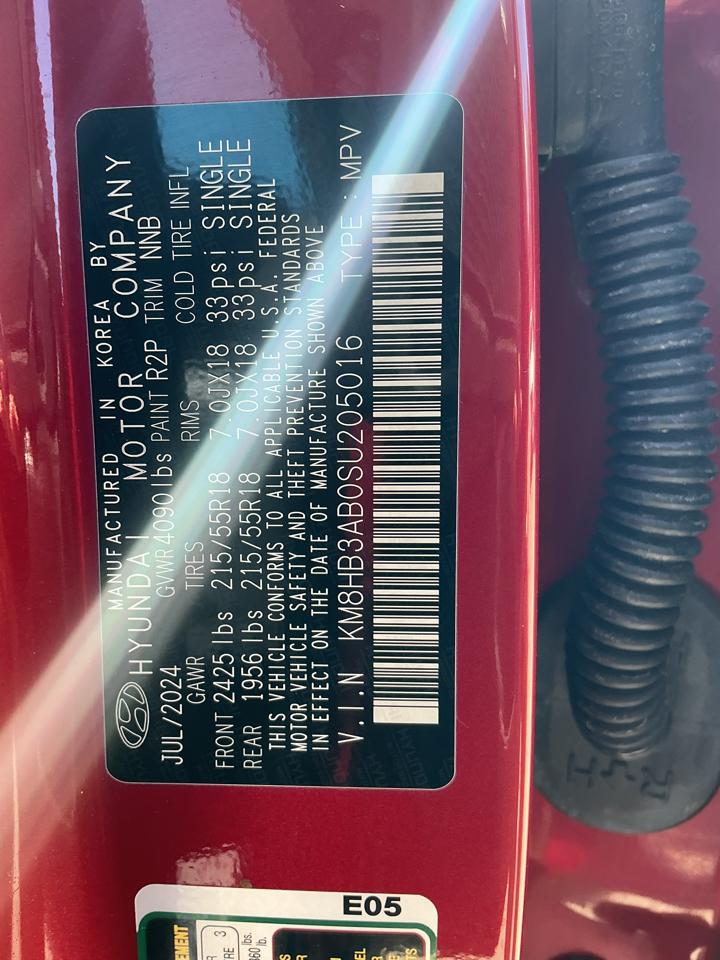 MANUFACTURED IN KOREA BY
HYUNDAI MOTOR COMPANY
JUL/2024 GVWR 4090 lbs PAINT R2P TRIM NNB
GAWR TIRES RIMS COLD TIRE INFL
FRONT 2425 lbs 215/55R18 7.0JX18 33psi SINGLE
REAR 1956 lbs 215/55R18 7.0JX18 33psi SINGLE
THIS VEHICLE CONFORMS TO ALL APPLICABLE U.S.A. FEDERAL
MOTOR VEHICLE SAFETY AND THEFT PREVENTION STANDARDS
IN EFFECT ON THE DATE OF MANUFACTURE SHOWN ABOVE
V.I.N KM8HB3AB0SU205016 TYPE : MPV
E05